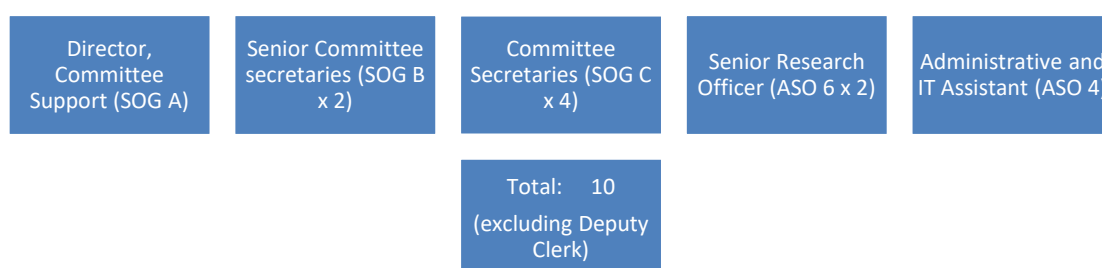 Director,
Committee
Support (SOG A)
Senior Committee
secretaries (SOG B
x 2)
Committee
Secretaries (SOG C
x 4)
Senior Research
Officer (ASO 6 x 2)
Administrative and
IT Assistant (ASO 4)
Total: 10
(excluding Deputy
Clerk)